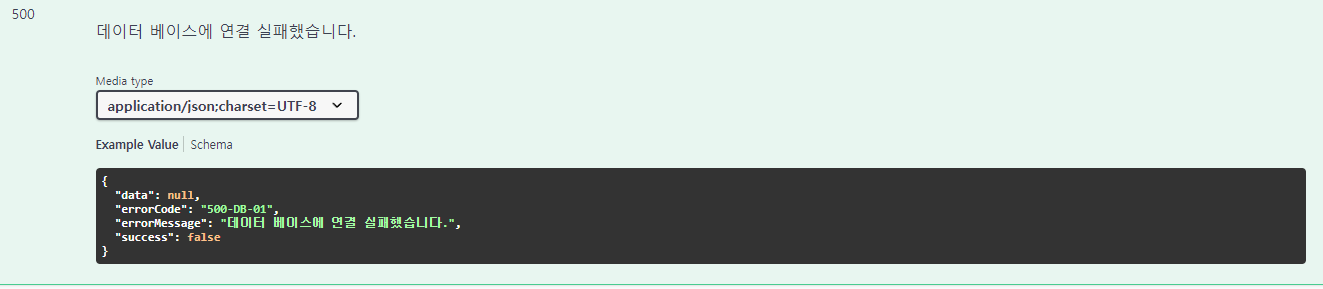 500
데이터 베이스에 연결 실패했습니다.
Media type
application/json;charset=UTF-8
Example Value Schema
{
"data": null,
"errorCode": "500-DB-01",
"errorMessage": "데이터 베이스에 연결 실패했습니다.",
"success": false
}